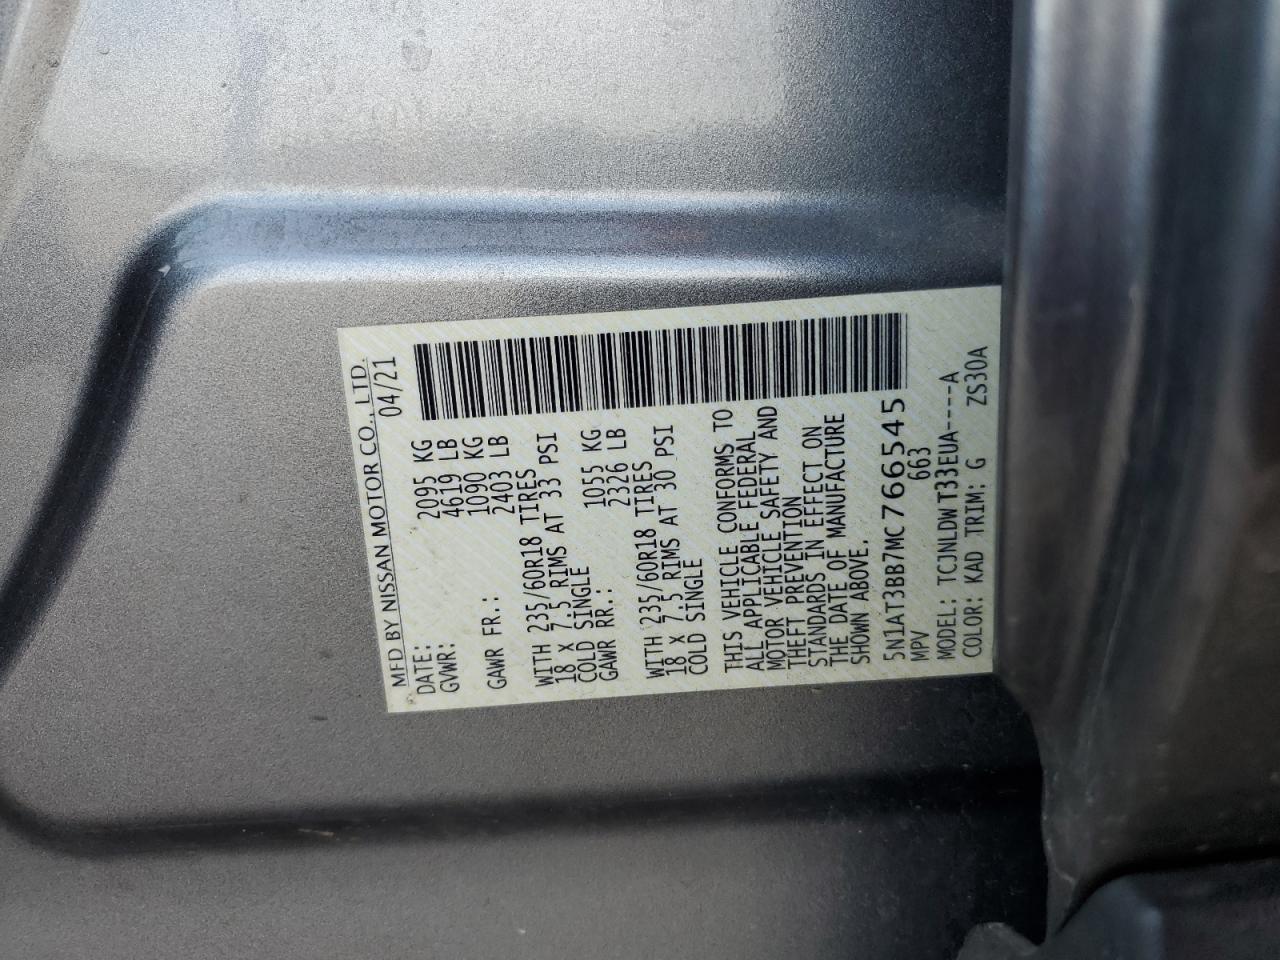 MFD BY NISSAN MOTOR CO., LTD.
DATE: 04/21
GVWR: 2095 KG
4619 LB
GAWR FR.: 1090 KG
2403 LB
WITH 235/60R18 TIRES
18 X 7.5 RIMS AT 33 PSI
COLD SINGLE
GAWR RR.: 1055 KG
2326 LB
WITH 235/60R18 TIRES
18 X 7.5 RIMS AT 30 PSI
COLD SINGLE
THIS VEHICLE CONFORMS TO
ALL APPLICABLE FEDERAL
MOTOR VEHICLE SAFETY AND
THEFT PREVENTION
STANDARDS IN EFFECT ON
THE DATE OF MANUFACTURE
SHOWN ABOVE.
5N1AT3BB7MC766545
MPV 663
MODEL: TCJNLDWT33EUA----A
COLOR: KAD TRIM: G ZS30A